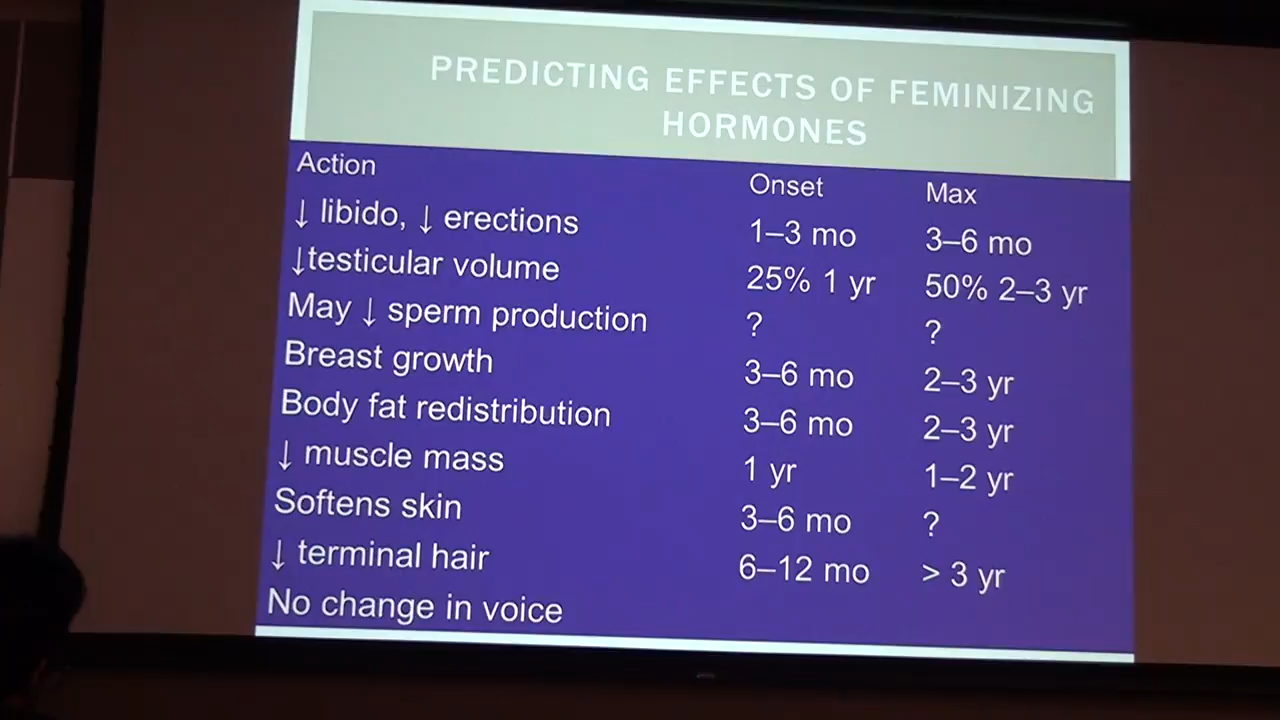 PREDICTING EFFECTS OF FEMINIZING
HORMONES
Action Onset Max
↓ libido, ↓ erections 1–3 mo 3–6 mo
↓testicular volume 25% 1 yr 50% 2–3 yr
May ↓ sperm production ? ?
Breast growth 3–6 mo 2–3 yr
Body fat redistribution 3–6 mo 2–3 yr
↓ muscle mass 1 yr 1–2 yr
Softens skin 3–6 mo ?
↓ terminal hair 6–12 mo > 3 yr
No change in voice